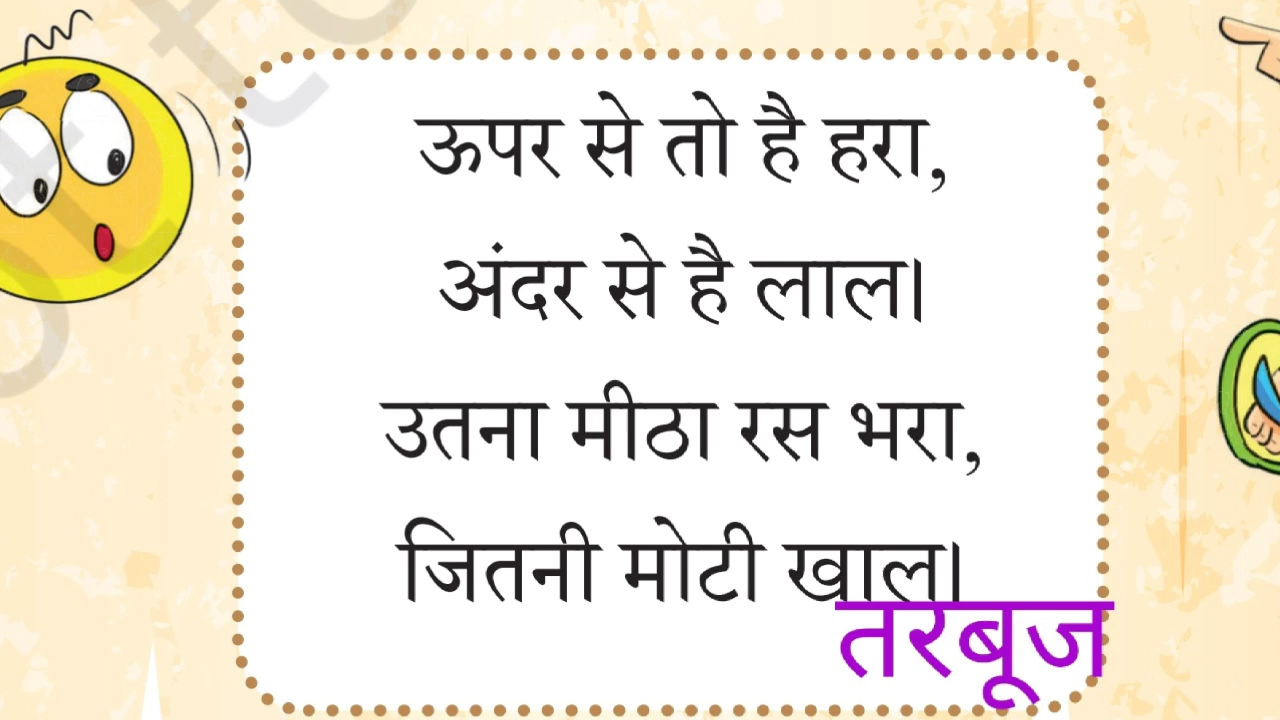 ऊपर से तो है हरा,
अंदर से है लाल।
उतना मीठा रस भरा,
जितनी मोटी खाल।
तरबूज